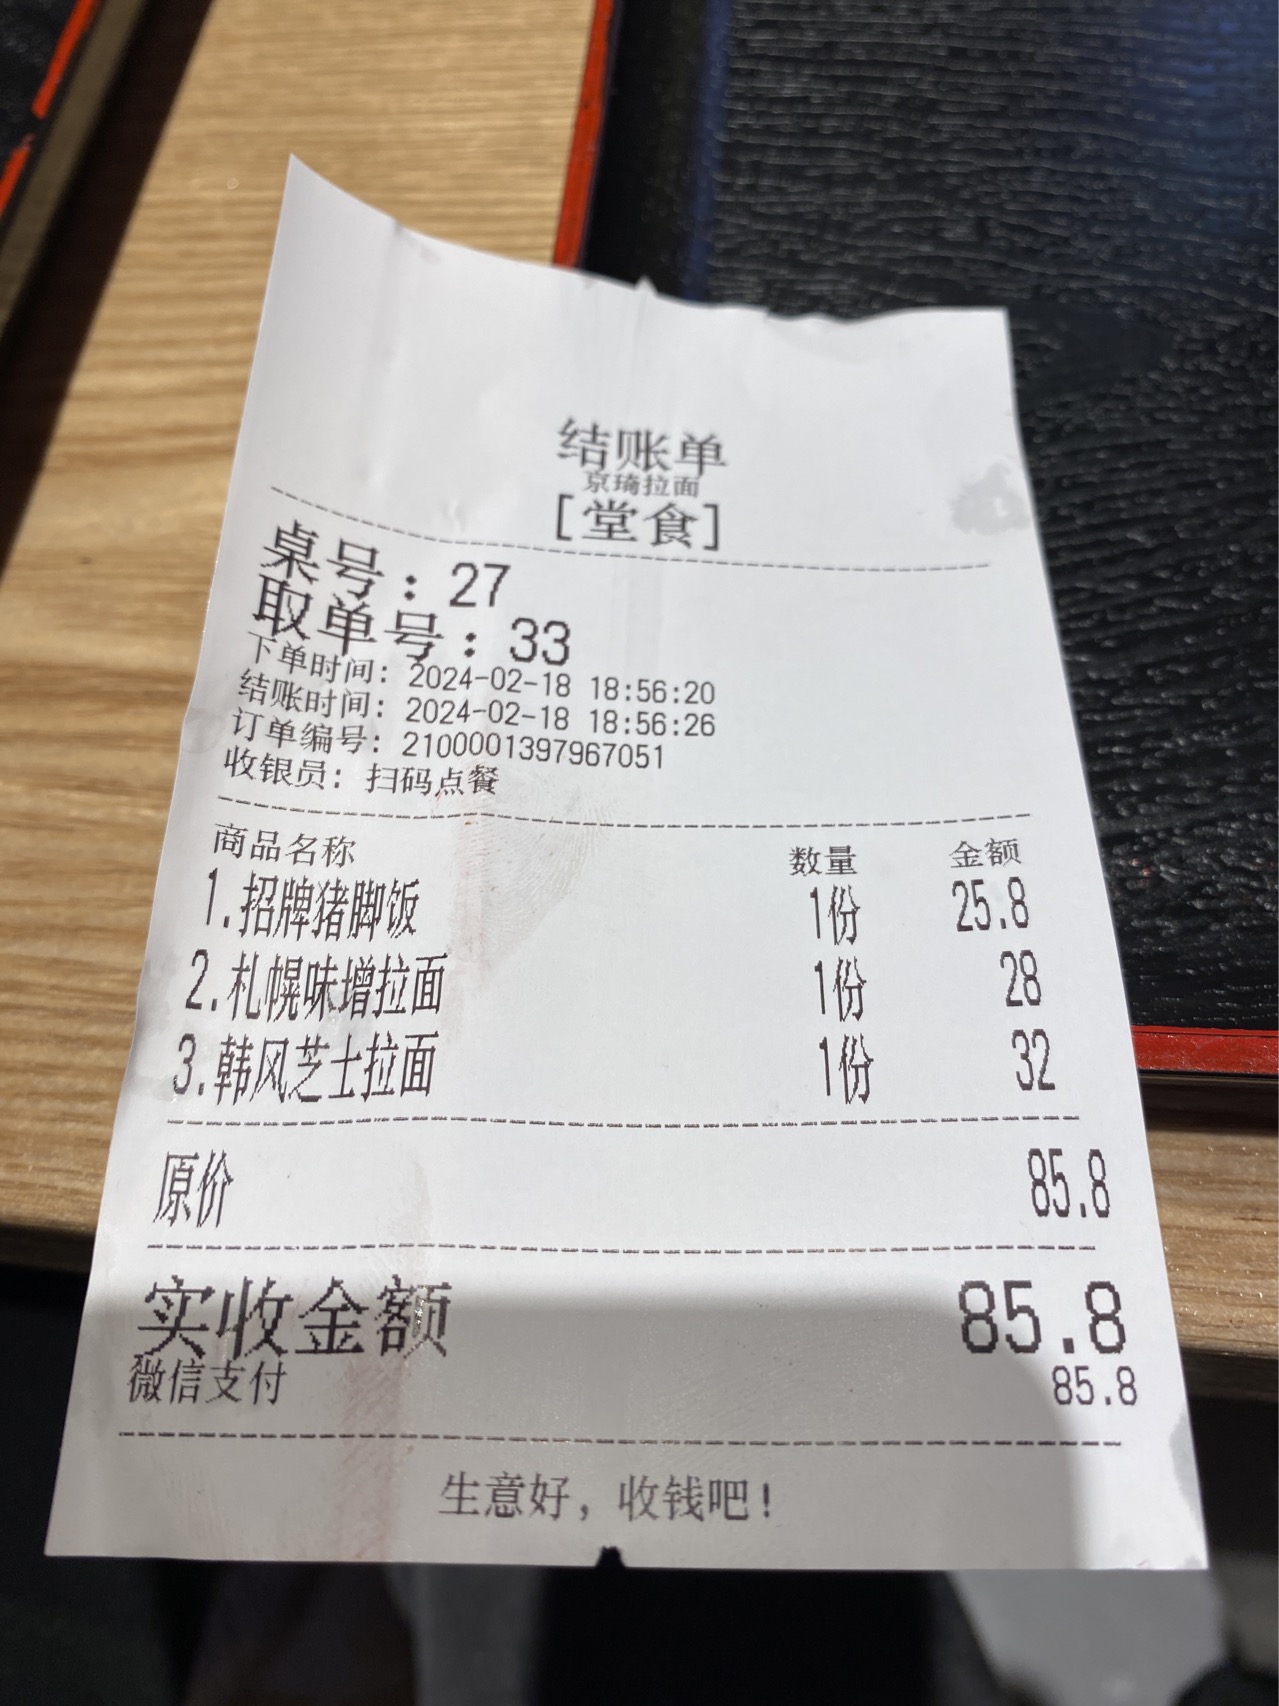 结账单
京琦拉面
[堂食]
桌号：27
取单号：33
下单时间：2024-02-18 18:56:20
结账时间：2024-02-18 18:56:26
订单编号：2100001397967051
收银员：扫码点餐
商品名称 数量 金额
1.招牌猪脚饭 1份 25.8
2.札幌味增拉面 1份 28
3.韩风芝士拉面 1份 32
原价 85.8
实收金额 85.8
微信支付 85.8
生意好，收钱吧！